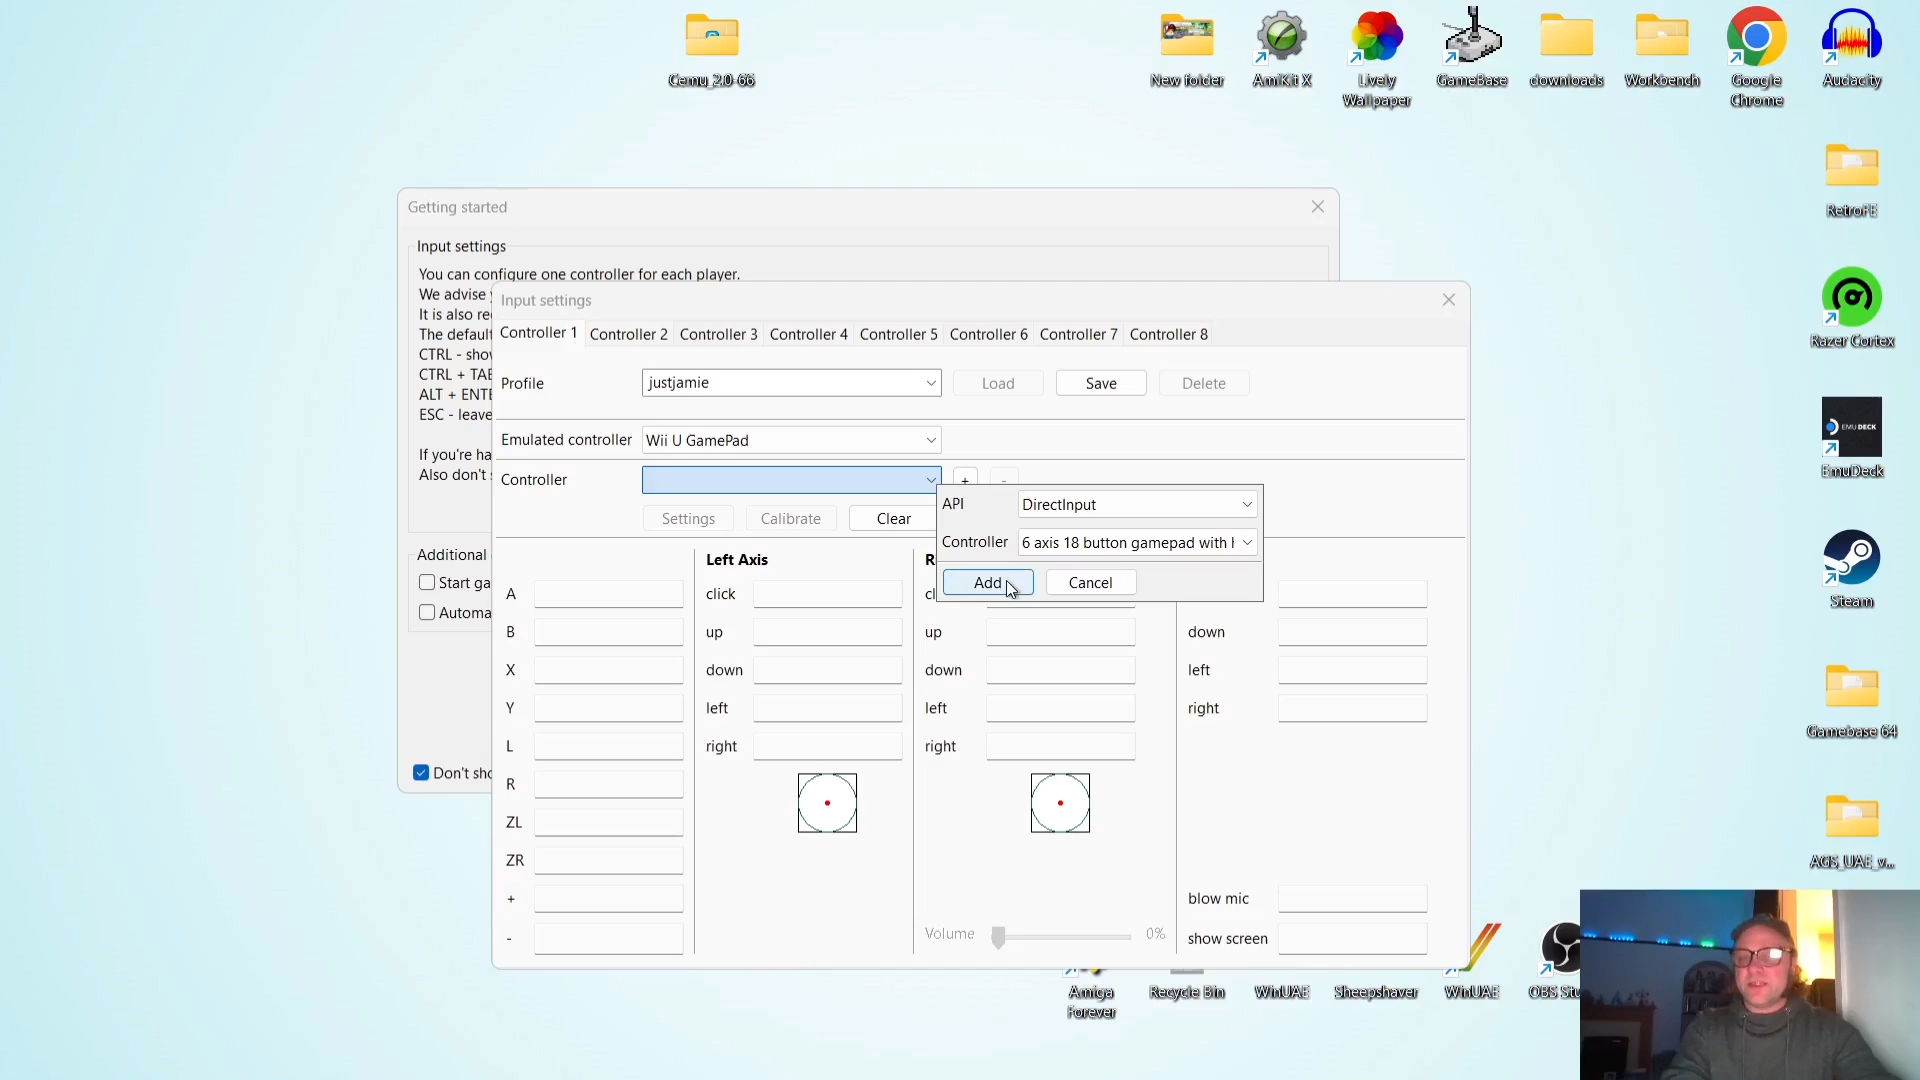 Cemu_2.0-66
New folder
AmiKit X
Lively
Wallpaper
GameBase
downloads
Workbench
Google
Chrome
Audacity
RetroFE
Razer Cortex
EMU DECK
EmuDeck
Steam
Gamebase 64
AGS_UAE_v...
Getting started
Input settings
You can configure one controller for each player.
We advise
It is also re
The default
CTRL - show
CTRL + TAB
ALT + ENTE
ESC - leave
If you're ha
Also don't
Additional
Start ga
Automa
Don't sho
Input settings
Controller 1
Controller 2
Controller 3
Controller 4
Controller 5
Controller 6
Controller 7
Controller 8
Profile
justjamie
Load
Save
Delete
Emulated controller
Wii U GamePad
Controller
+
-
Settings
Calibrate
Clear
API
DirectInput
Controller
6 axis 18 button gamepad with
Add
Cancel
A
B
X
Y
L
R
ZL
ZR
+
-
Left Axis
click
up
down
left
right
up
down
left
right
Volume
0%
down
left
right
blow mic
show screen
Amiga
Forever
Recycle Bin
WinUAE
Sheepshaver
WinUAE
OBS Stu